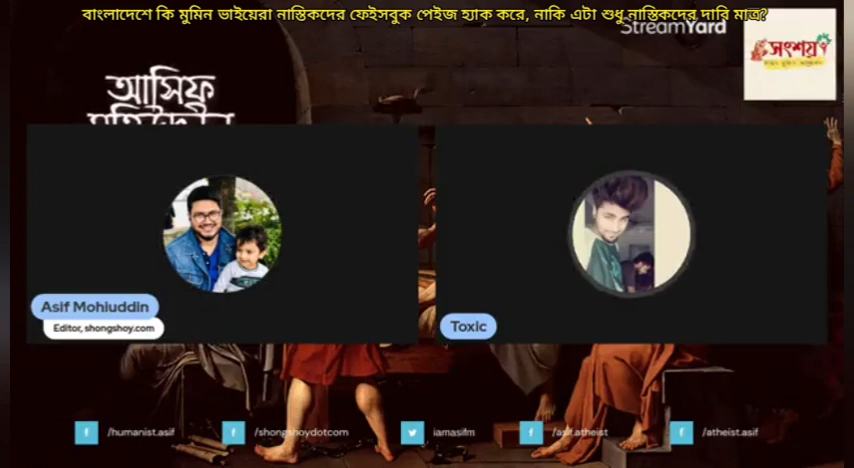 বাংলাদেশে কি মুমিন ভাইয়েরা নাস্তিকদের ফেইসবুক পেইজ হ্যাক করে, নাকি এটা শুধু নাস্তিকদের দাবি মাত্র?
StreamYard
সংশয়
আসিফ
Asif Mohiuddin
Editor, shongshoy.com
Toxic
/humanist.asif
/shongshoydotcom
iamasifm
/asif.atheist
/atheist.asif